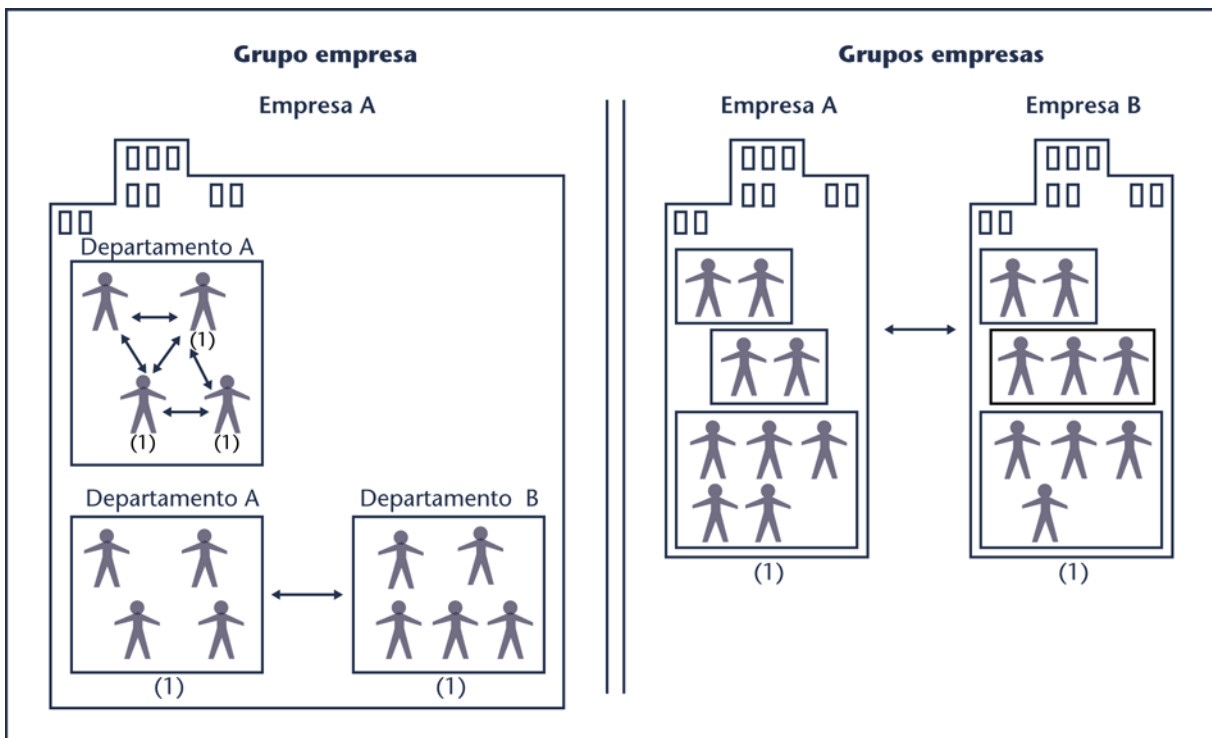 Grupo empresa
Empresa A
Departamento A
(1)
(1)
(1)
Departamento A
Departamento B
(1)
(1)
Grupos empresas
Empresa A
Empresa B
(1)
(1)